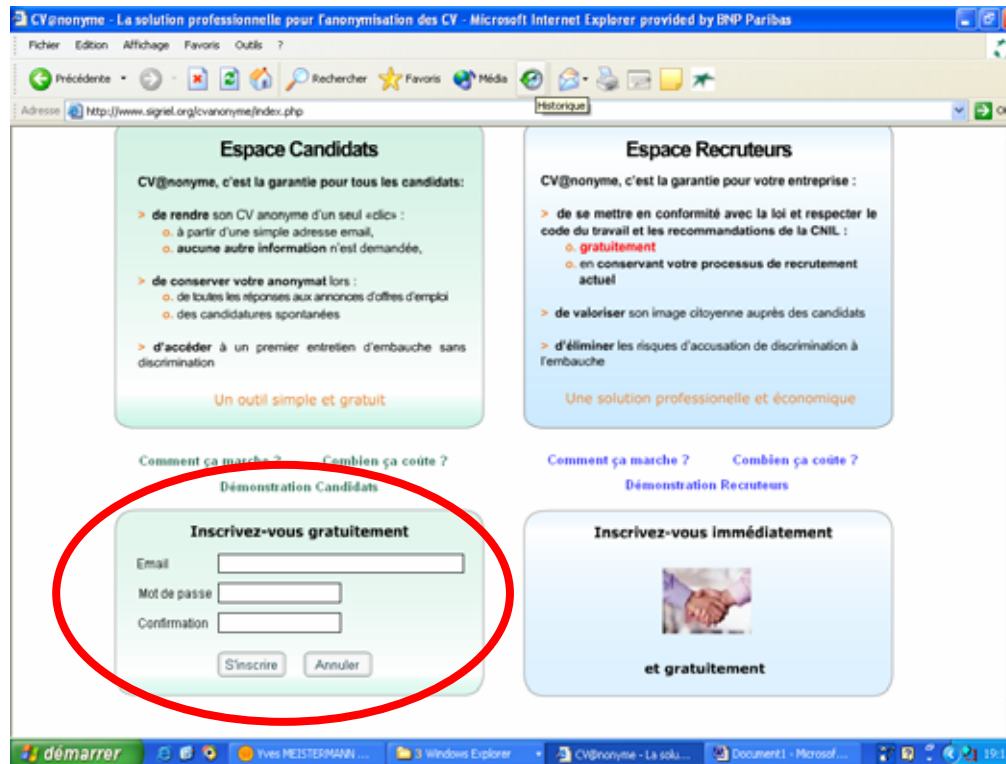 CV@nonyme - La solution professionnelle pour l'anonymisation des CV - Microsoft Internet Explorer provided by BNP Paribas
Fichier Edition Affichage Favoris Outils ?
Précédente Rechercher Favoris Média
Historique
Adresse http://www.sigriel.org/cvanonyme/index.php
Espace Candidats
CV@nonyme, c'est la garantie pour tous les candidats:
> de rendre son CV anonyme d'un seul «clic» :
o. à partir d'une simple adresse email,
o. aucune autre information n'est demandée,
> de conserver votre anonymat lors :
o. de toutes les réponses aux annonces d'offres d'emploi
o. des candidatures spontanées
> d'accéder à un premier entretien d'embauche sans
discrimination
Un outil simple et gratuit
Comment ça marche ? Combien ça coûte ?
Démonstration Candidats
Inscrivez-vous gratuitement
Email
Mot de passe
Confirmation
S'inscrire Annuler
Espace Recruteurs
CV@nonyme, c'est la garantie pour votre entreprise :
> de se mettre en conformité avec la loi et respecter le
code du travail et les recommandations de la CNIL :
o. gratuitement
o. en conservant votre processus de recrutement
actuel
> de valoriser son image citoyenne auprès des candidats
> d'éliminer les risques d'accusation de discrimination à
l'embauche
Une solution professionelle et économique
Comment ça marche ? Combien ça coûte ?
Démonstration Recruteurs
Inscrivez-vous immédiatement
et gratuitement
démarrer Yves MEISTERMANN ... 3 Windows Explorer CV@nonyme - La solu... Document1 - Microsof...